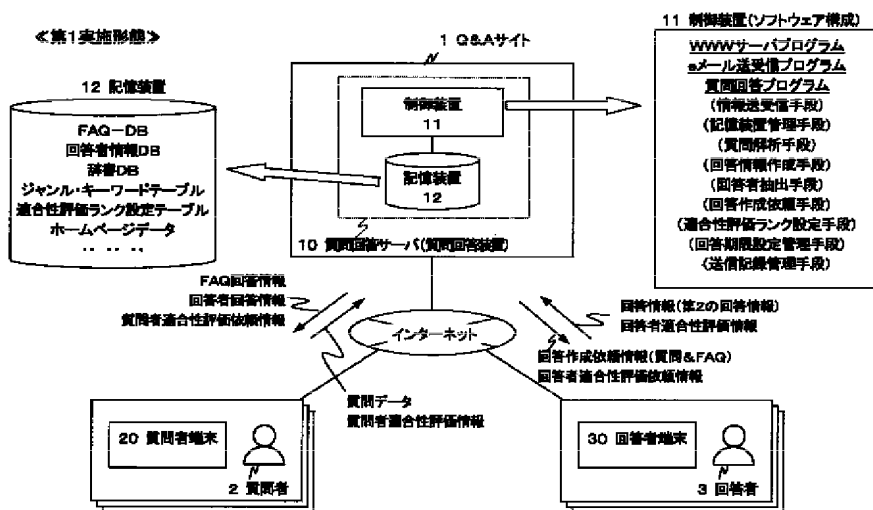 ≪第1実施形態≫
12 記憶装置
FAQ－DB
回答者情報DB
辞書DB
ジャンル・キーワードテーブル
適合性評価ランク設定テーブル
ホームページデータ
‥ ‥ ‥
1 Q&Aサイト
制御装置
11
記憶装置
12
10 質問回答サーバ(質問回答装置)
11 制御装置(ソフトウェア構成)
WWWサーバプログラム
eメール送受信プログラム
質問回答プログラム
(情報送受信手段)
(記憶装置管理手段)
(質問解析手段)
(回答情報作成手段)
(回答者抽出手段)
(回答作成依頼手段)
(適合性評価ランク設定手段)
(回答期限設定管理手段)
(送信記録管理手段)
FAQ回答情報
回答者回答情報
質問者適合性評価依頼情報
インターネット
回答情報(第2の回答情報)
回答者適合性評価情報
回答作成依頼情報(質問&FAQ)
回答者適合性評価依頼情報
質問データ
質問者適合性評価情報
20 質問者端末
2 質問者
30 回答者端末
3 回答者